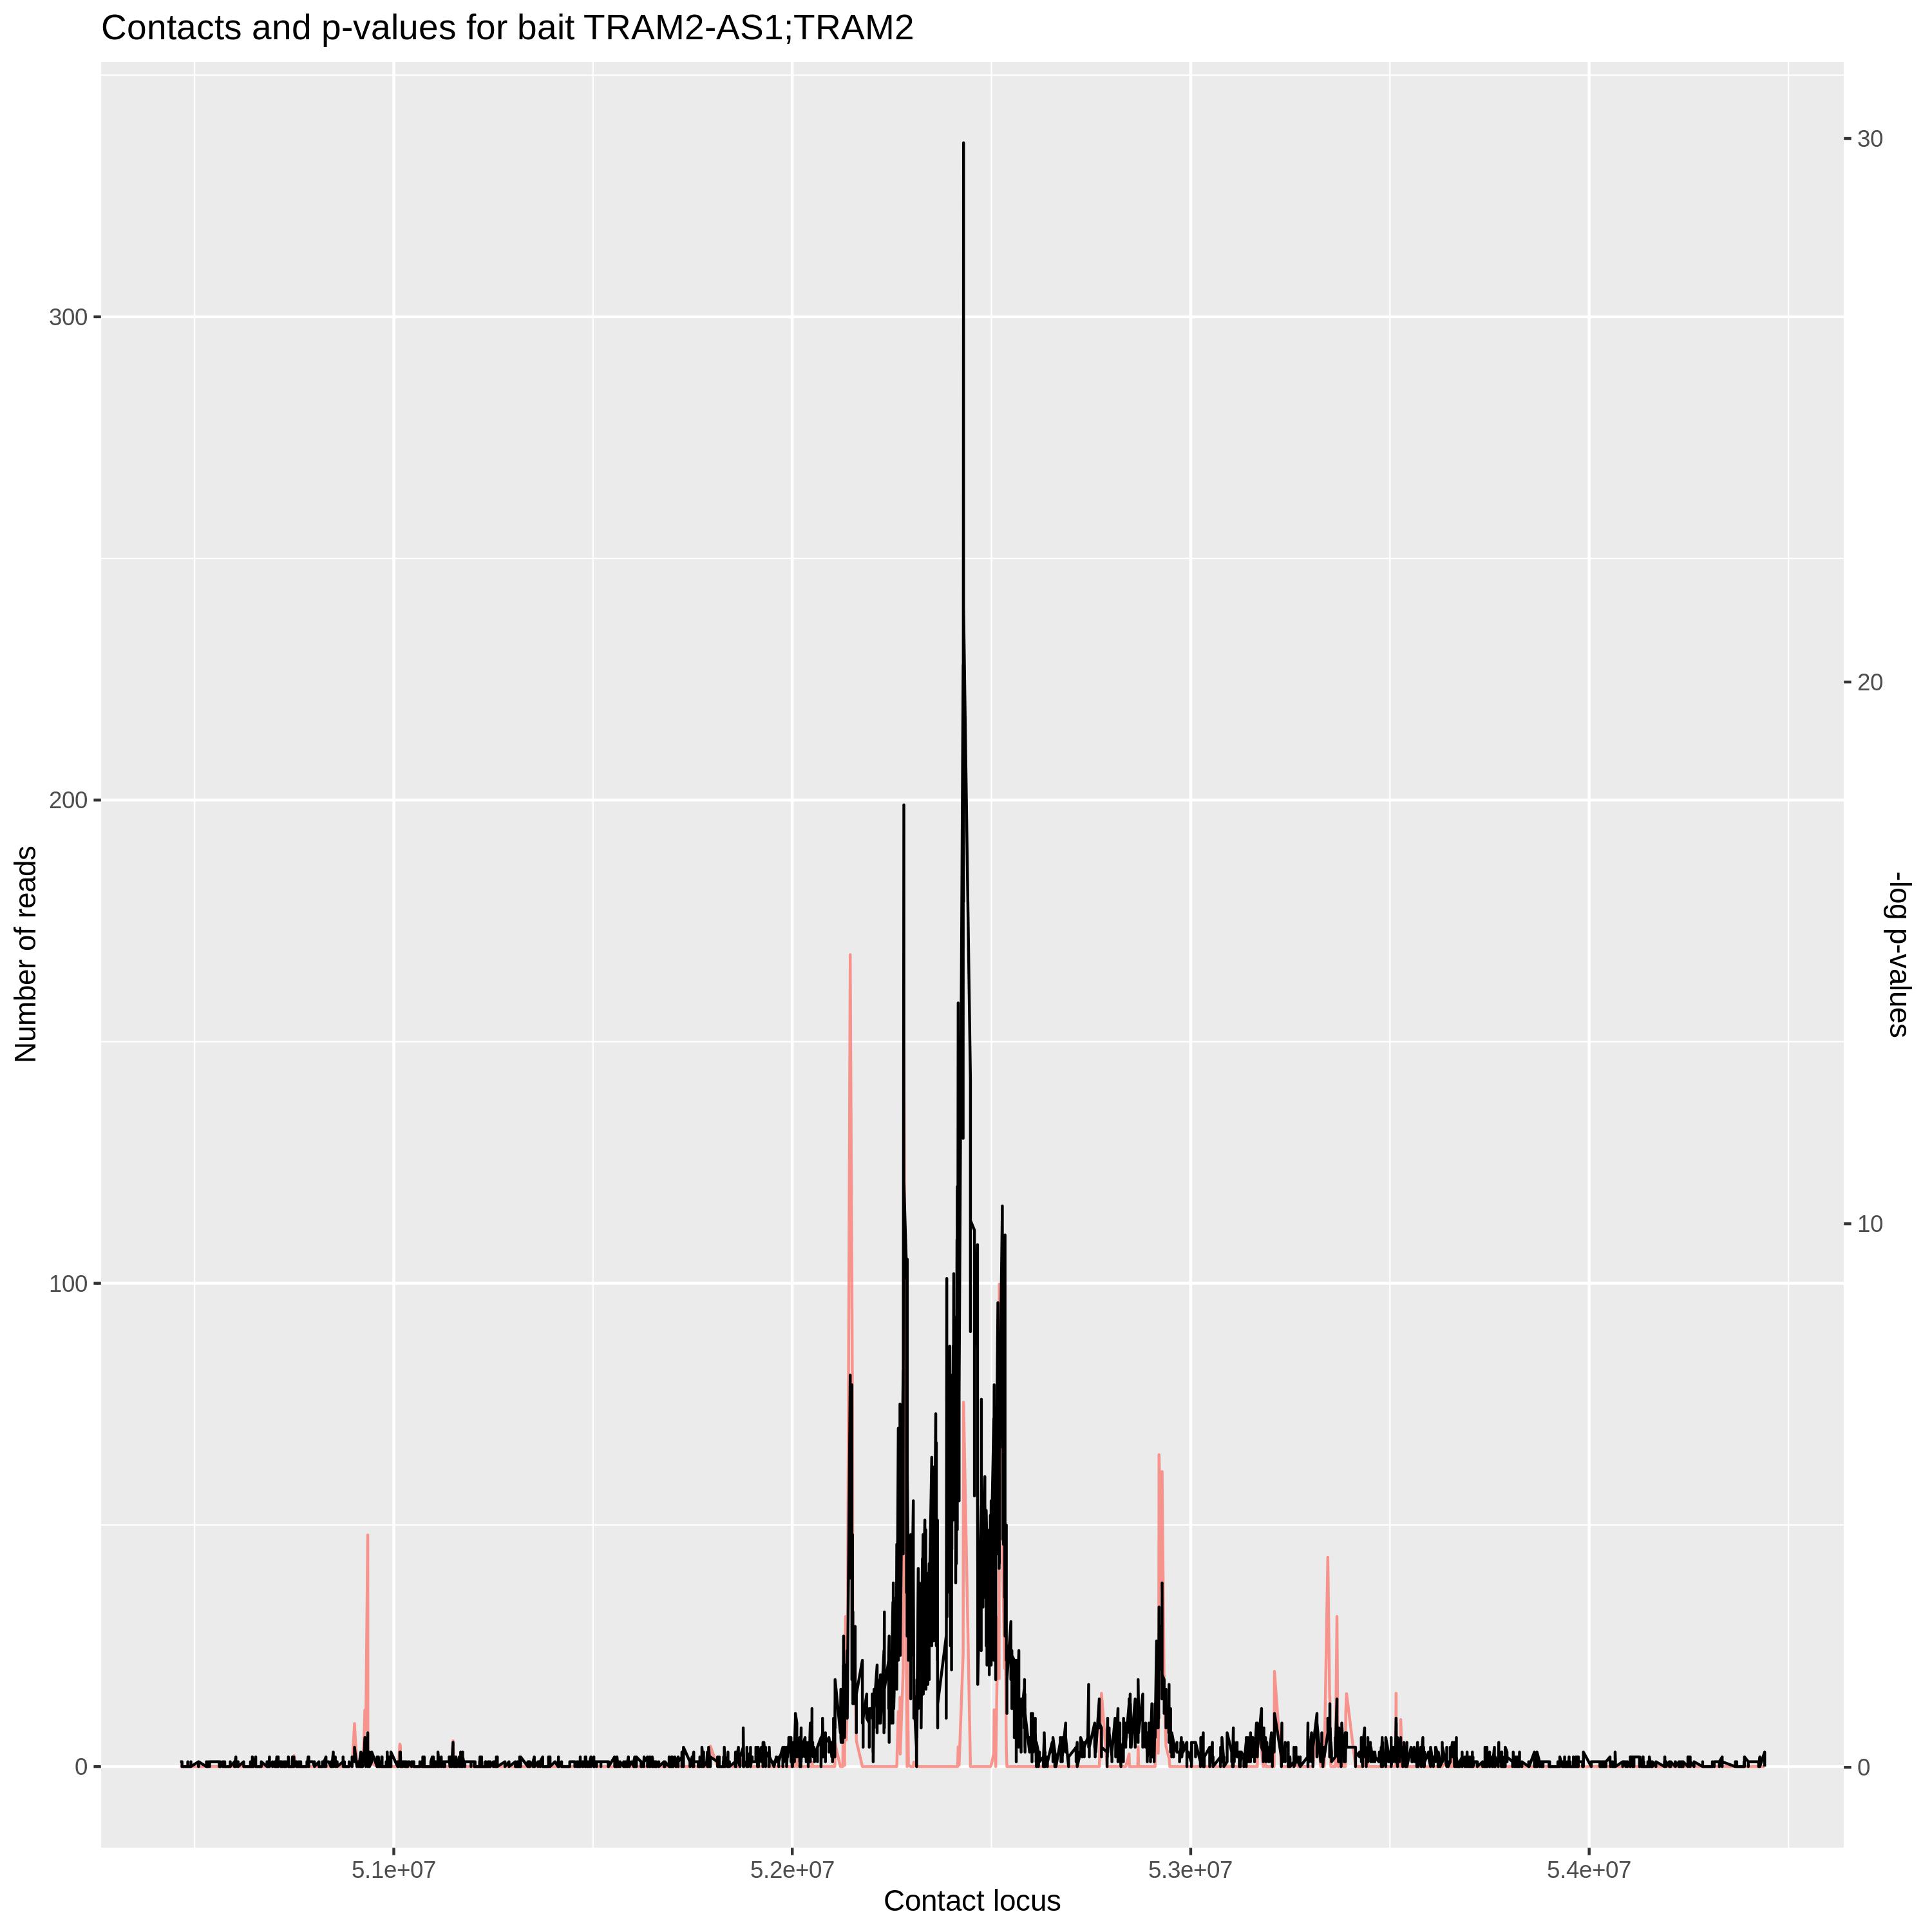 Contacts and p-values for bait TRAM2-AS1;TRAM2
Number of reads
300
200
100
0
30
20
10
0
-log p-values
5.1e+07
5.2e+07
5.3e+07
5.4e+07
Contact locus